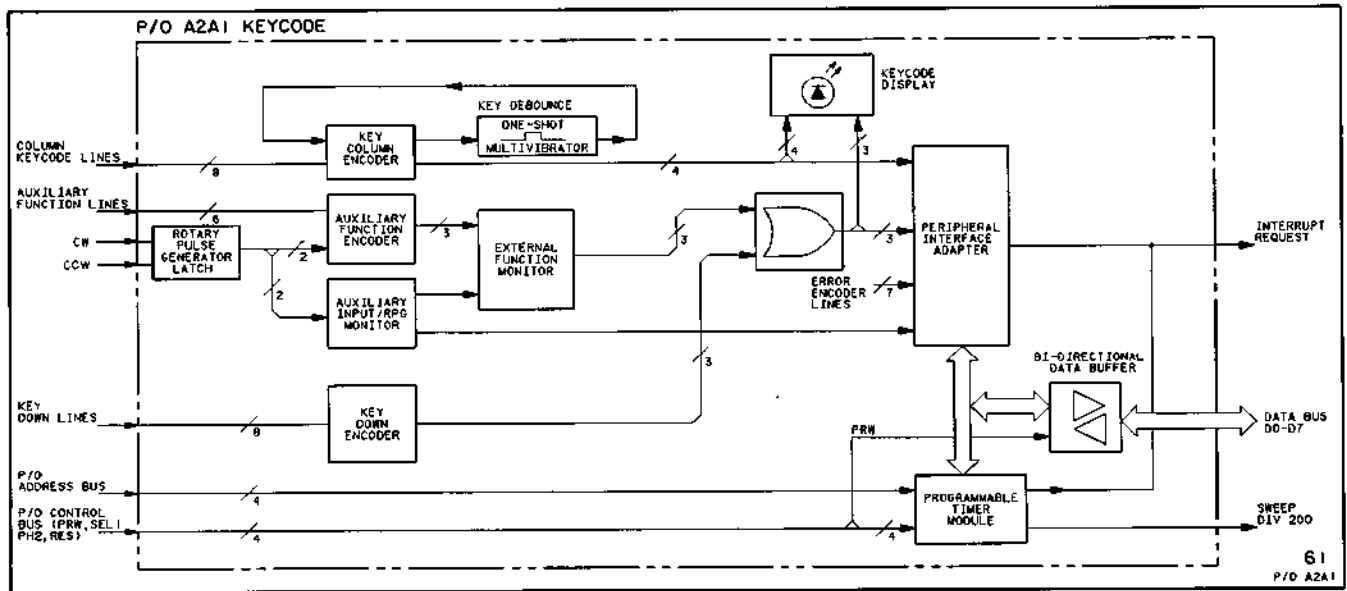 P/O A2A1 KEYCODE
KEYCODE
DISPLAY
KEY DEBOUNCE
ONE-SHOT
MULTIVIBRATOR
COLUMN
KEYCODE LINES
8
KEY
COLUMN
ENCODER
4
4
3
AUXILIARY
FUNCTION LINES
6
AUXILIARY
FUNCTION
ENCODER
3
CW
CCW
ROTARY
PULSE
GENERATOR
LATCH
2
2
EXTERNAL
FUNCTION
MONITOR
3
3
PERIPHERAL
INTERFACE
ADAPTER
INTERRUPT
REQUEST
ERROR
ENCODER
LINES
7
AUXILIARY
INPUT/RPG
MONITOR
3
BI-DIRECTIONAL
DATA BUFFER
KEY
DOWN LINES
8
KEY
DOWN
ENCODER
DATA BUS
D0-D7
PRW
P/O
ADDRESS BUS
4
P/O CONTROL
BUS (PRW,SEL1
PH2,RES)
4
4
PROGRAMMABLE
TIMER
MODULE
SWEEP
DIV 200
61
P/O A2A1